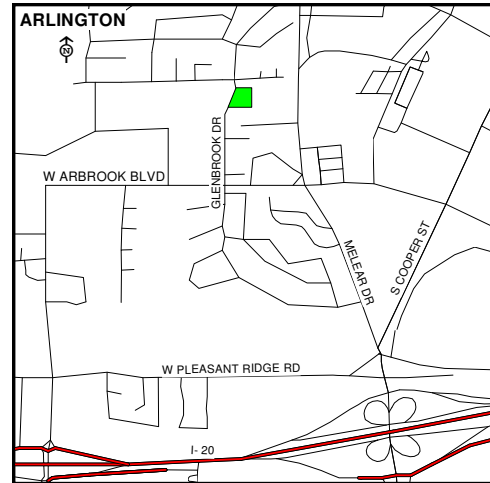 ARLINGTON
N
W ARBROOK BLVD
GLENBROOK DR
MELEAR DR
S COOPER ST
W PLEASANT RIDGE RD
I- 20